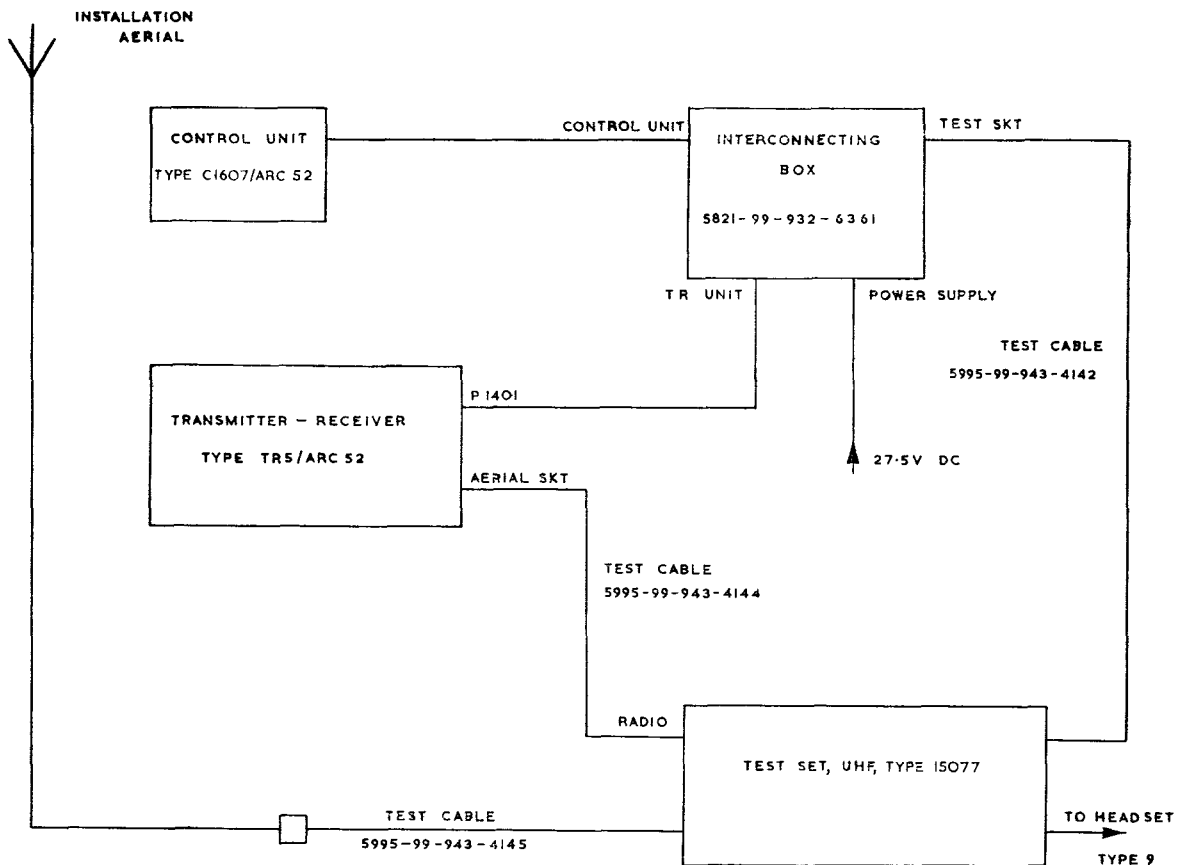 INSTALLATION
AERIAL
CONTROL UNIT
TYPE C1607/ARC 52
CONTROL UNIT
INTERCONNECTING
BOX
5821-99-932-6361
TEST SKT
TR UNIT
POWER SUPPLY
TEST CABLE
5995-99-943-4142
P1401
TRANSMITTER - RECEIVER
TYPE TR5/ARC 52
AERIAL SKT
27·5V DC
TEST CABLE
5995-99-943-4144
RADIO
TEST SET, UHF, TYPE 15077
TEST CABLE
5995-99-943-4145
TO HEADSET
TYPE 9